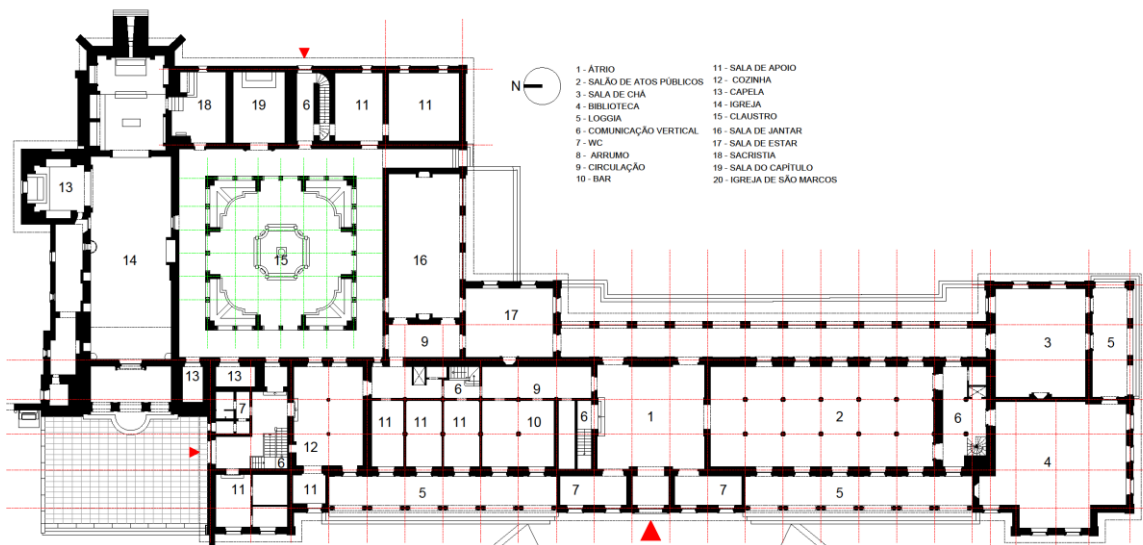 N
1 - ÁTRIO
2 - SALÃO DE ATOS PÚBLICOS
3 - SALA DE CHÁ
4 - BIBLIOTECA
5 - LOGGIA
6 - COMUNICAÇÃO VERTICAL
7 - WC
8 - ARRUMO
9 - CIRCULAÇÃO
10 - BAR
11 - SALA DE APOIO
12 - COZINHA
13 - CAPELA
14 - IGREJA
15 - CLAUSTRO
16 - SALA DE JANTAR
17 - SALA DE ESTAR
18 - SACRISTIA
19 - SALA DO CAPÍTULO
20 - IGREJA DE SÃO MARCOS
18 19 6 11 11
13
14 15 16
17
9
3 5
13 13
6 9
7
11 11 11 10 6
1 2 6
12
6
4
11 11 5 7 7 5